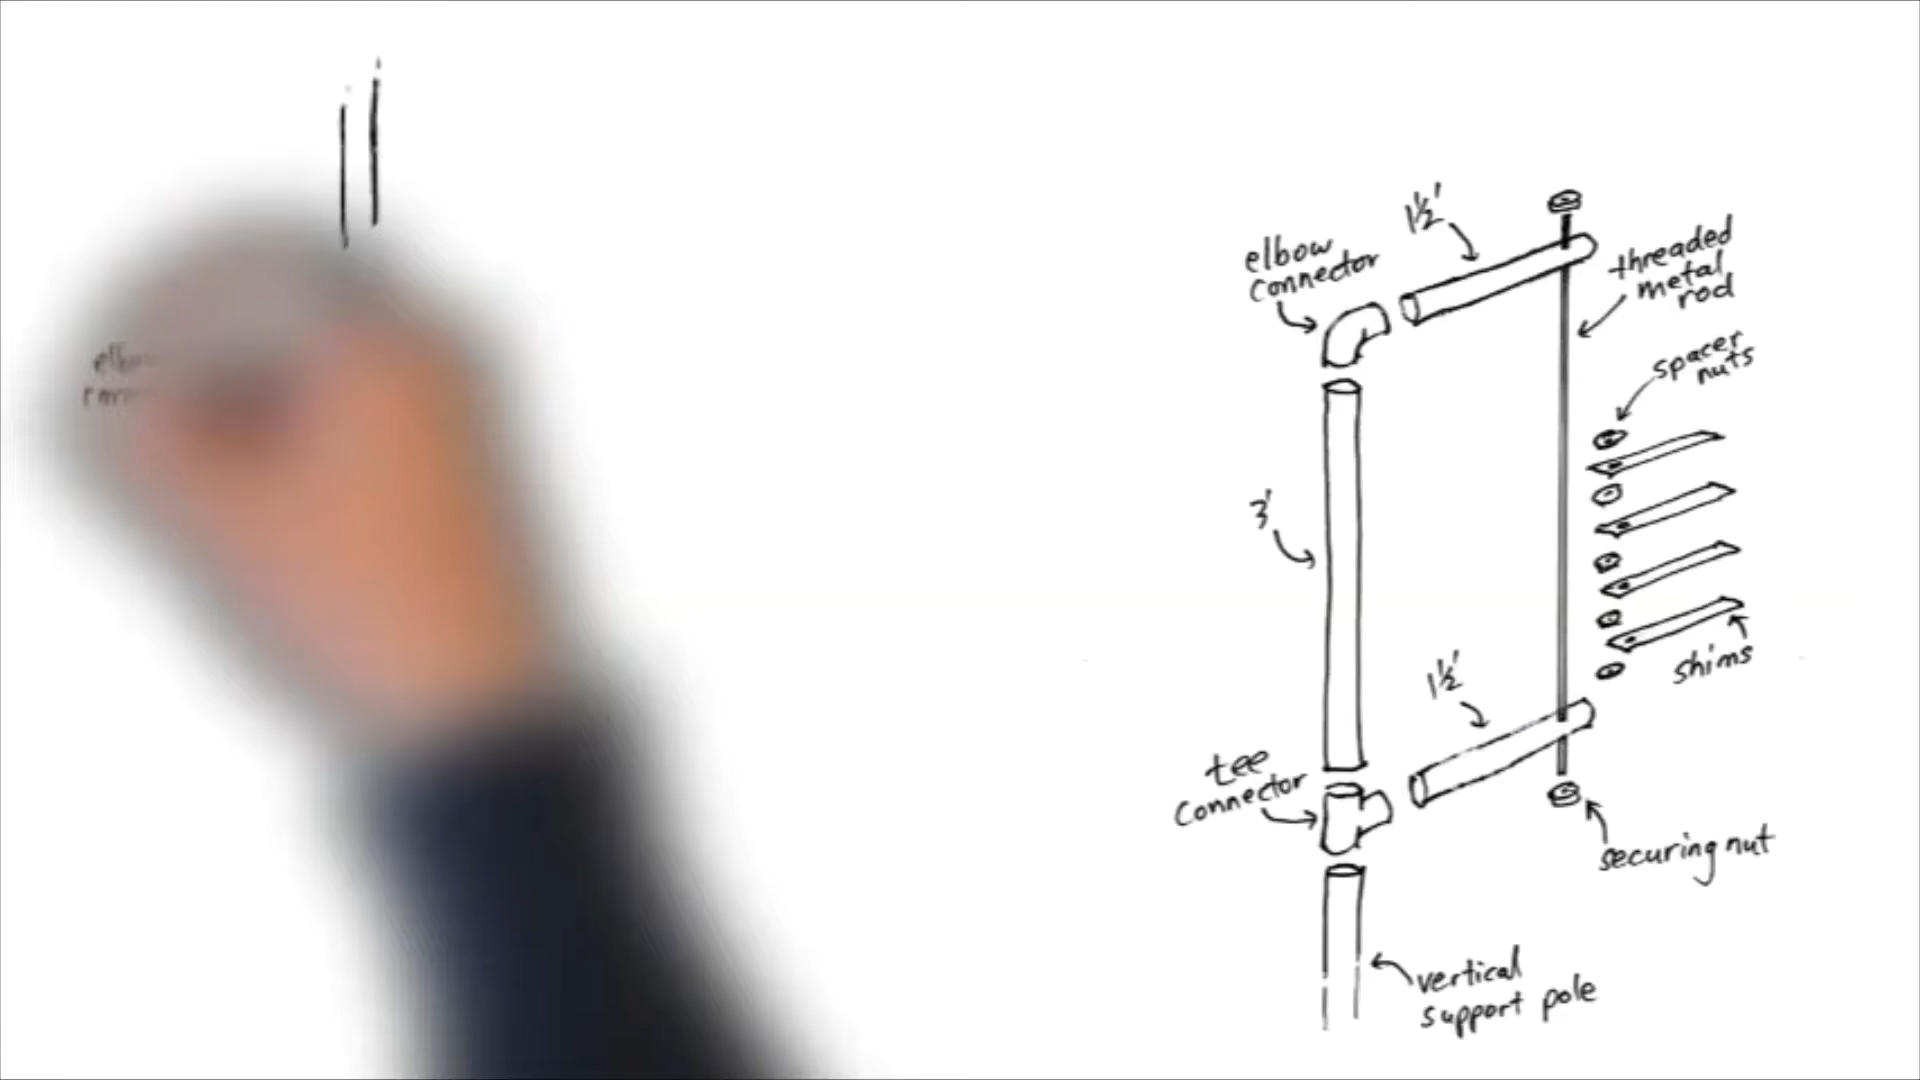 1½'
elbow
connector
threaded
metal
rod
spacer
nuts
3'
shims
1½'
tee
connector
securing nut
vertical
support pole